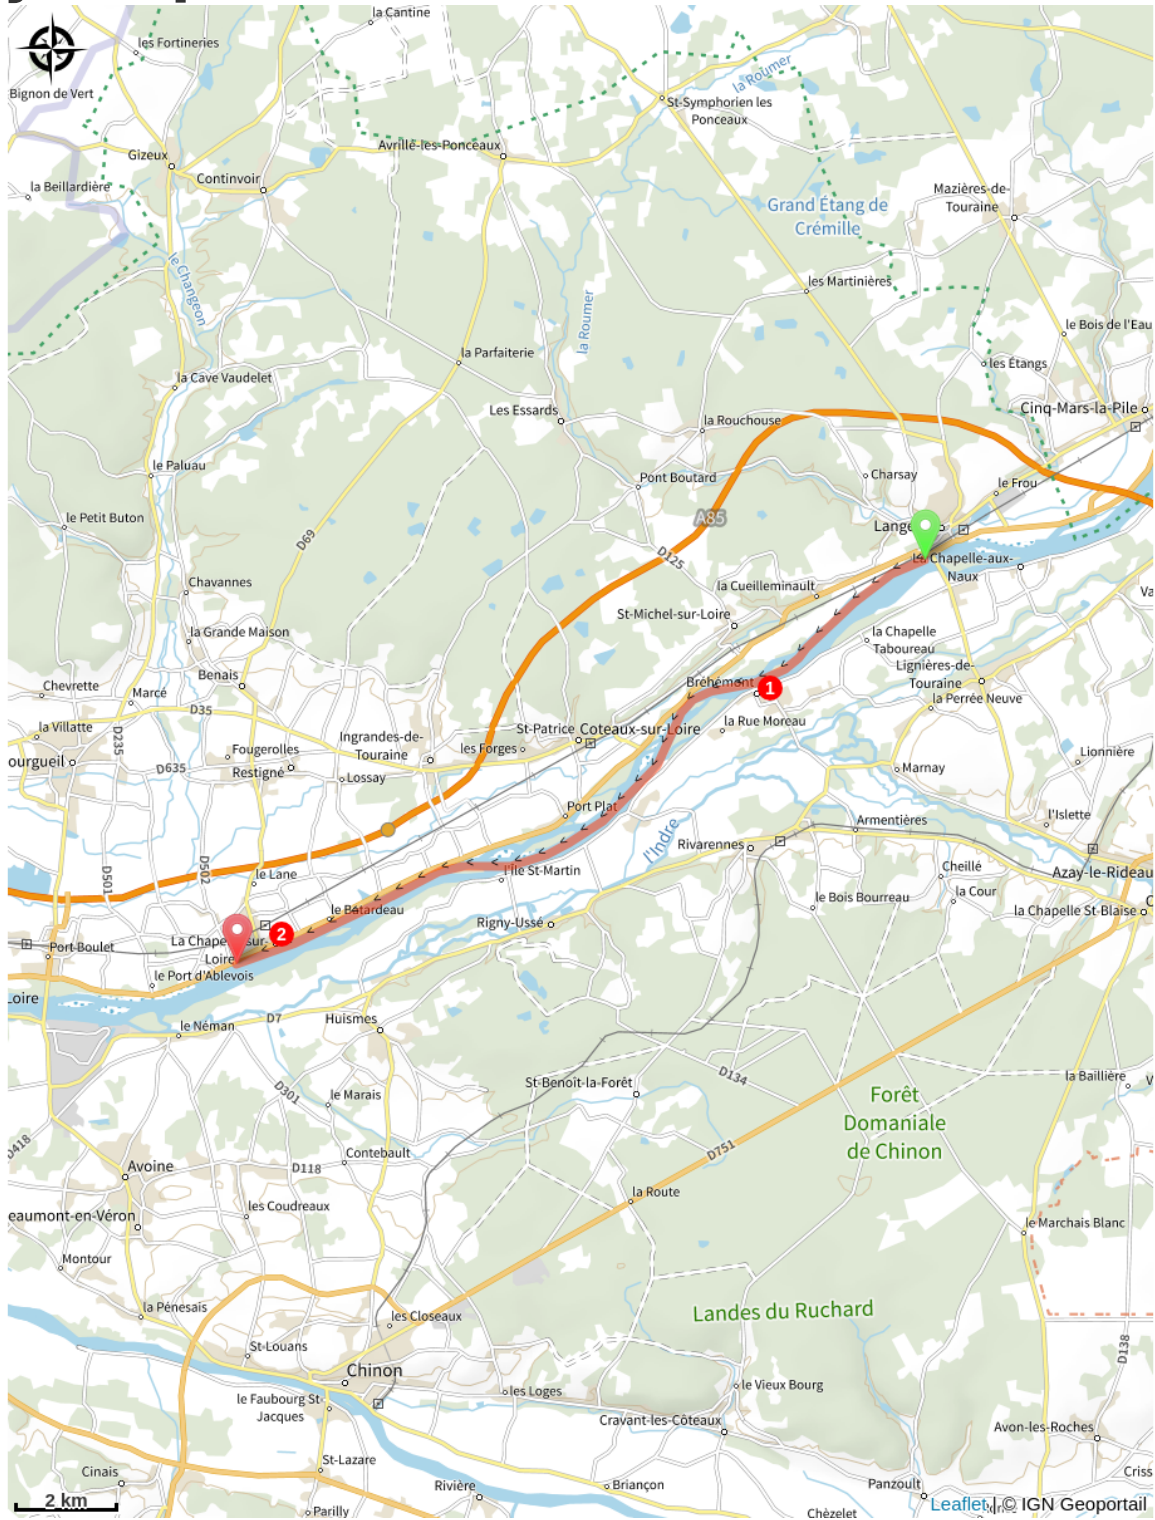 la Cantine
les Fortineries
la Roumer
Bignon de Vert
St-Symphorien les
Ponceaux
Avrillé-les-Ponceaux
Gizeux
Continvoir
la Beillardière
Mazières-de-
Touraine
Grand Étang de
Crémille
le Changeon
les Martinières
la Roumer
le Bois de l'Eau
la Parfaiterie
les Étangs
la Cave Vaudelet
Les Essards
Cinq-Mars-la-Pile
la Rouchouse
le Paluau
Pont Boutard
Charsay
le Frou
le Petit Buton
A85
D69
D125
La Chapelle-aux-
Naux
Chavannes
la Cueilleminault
St-Michel-sur-Loire
la Grande Maison
la Chapelle
Taboureau
Benais
Lignières-de-
Touraine
Chevrette
Marcé
Bréhémont
1
la Perrée Neuve
D35
la Villatte
D235
la Rue Moreau
St-Patrice
Coteaux-sur-Loire
Ingrandes-de-
Touraine
les Forges
Fougerolles
Lionnière
ourgueil
D635
Restigné
Lossay
Marnay
Port Plat
l'Islette
Armentières
l'Indre
Rivarennes
D501
D502
le Lane
l'Île St-Martin
Cheillé
Azay-le-Rideau
la Cour
le Bois Bourreau
la Chapelle St-Blaise
le Batardeau
Rigny-Ussé
2
Port-Boulet
Loire
le Port d'Ablevois
Loire
le Néman
D7
Huismes
D134
St-Benoît-la-Forêt
la Baillière
D301
le Marais
Forêt
Domaniale
de Chinon
D418
D751
Contebault
Avoine
D118
la Route
les Coudreaux
eaumont-en-Véron
le Marchais Blanc
Montour
la Pénesais
les Closeaux
Landes du Ruchard
St-Louans
D138
Chinon
le Faubourg St
Jacques
les Loges
le Vieux Bourg
Cravant-les-Côteaux
Avon-les-Roches
St-Lazare
Cinais
Rivière
Briançon
Panzoult
Criss
2 km
Parilly
Chèzelet
Leaflet | © IGN Geoportail